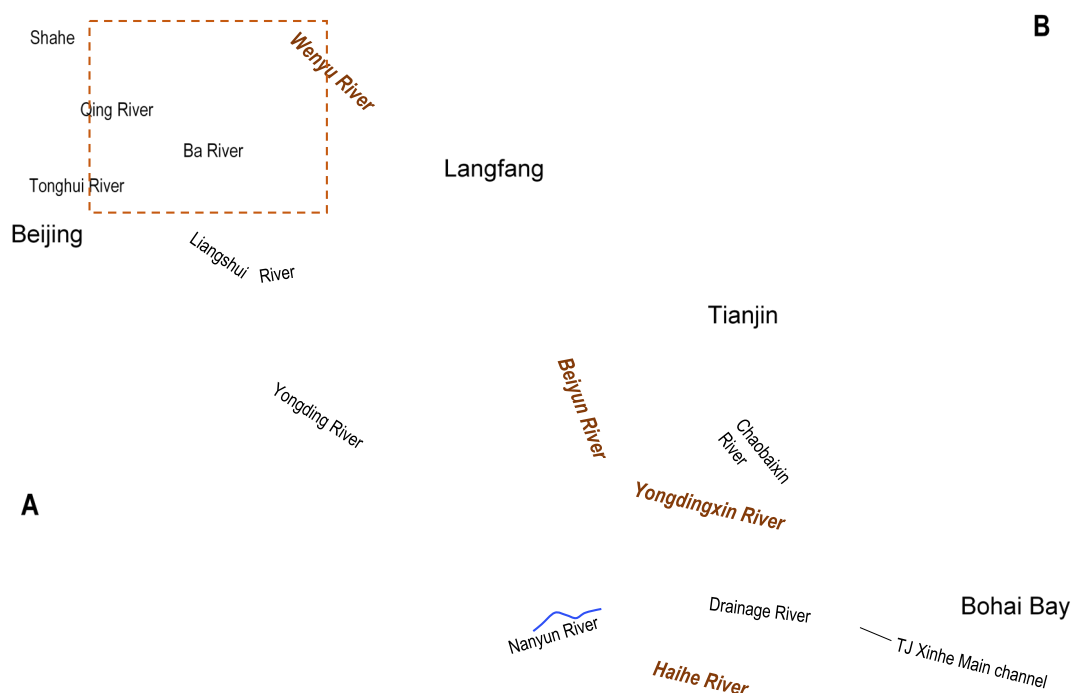 B
Shahe
Wenyu River
Qing River
Ba River
Langfang
Tonghui River
Beijing
Liangshui River
Tianjin
Beiyun River
Yongding River
Chaobaixin
River
Yongdingxin River
A
Drainage River
Bohai Bay
Nanyun River
TJ Xinhe Main channel
Haihe River